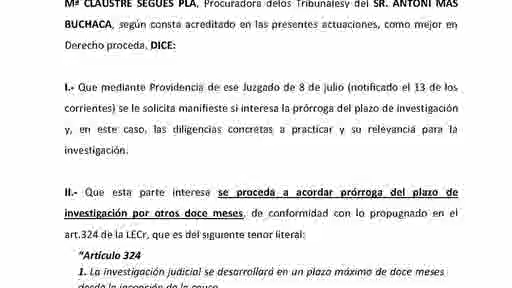 Mª CLAUSTRE SEGUES PLA, Procuradora delos Tribunalesy del SR. ANTONI MAS
BUCHACA, según consta acreditado en las presentes actuaciones, como mejor en
Derecho proceda, DICE:
I.- Que mediante Providencia de ese Juzgado de 8 de julio (notificado el 13 de los
corrientes) se le solicita manifieste si interesa la prórroga del plazo de investigación
y, en este caso, las diligencias concretas a practicar y su relevancia para la
investigación.
II.- Que esta parte interesa se proceda a acordar prórroga del plazo de
investigación por otros doce meses, de conformidad con lo propugnado en el
art.324 de la LECr, que es del siguiente tenor literal:
"Artículo 324
1. La investigación judicial se desarrollará en un plazo máximo de doce meses
desde la incoación de la causa.